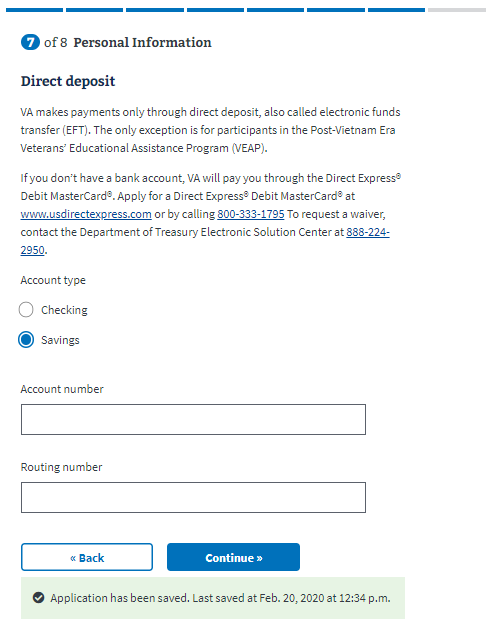 7 of 8 Personal Information
Direct deposit
VA makes payments only through direct deposit, also called electronic funds
transfer (EFT). The only exception is for participants in the Post-Vietnam Era
Veterans’ Educational Assistance Program (VEAP).
If you don’t have a bank account, VA will pay you through the Direct Express®
Debit MasterCard®. Apply for a Direct Express® Debit MasterCard® at
www.usdirectexpress.com or by calling 800-333-1795 To request a waiver,
contact the Department of Treasury Electronic Solution Center at 888-224-
2950.
Account type
Checking
Savings
Account number
Routing number
« Back
Continue »
Application has been saved. Last saved at Feb. 20, 2020 at 12:34 p.m.